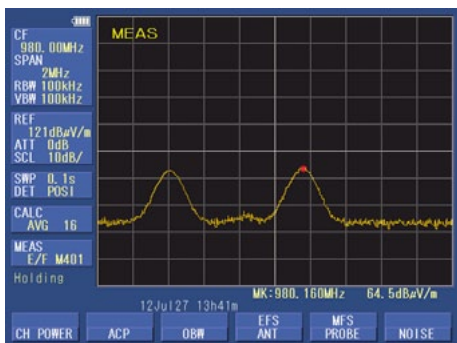 CF
980.00MHz
SPAN
2MHz
RBW 100kHz
VBW 100kHz
REF
121dBμV/m
ATT 0dB
SCL 10dB/
SWP 0.1s
DET POSI
CALC
AVG 16
MEAS
E/F M401
Holding
MEAS
MK:980.160MHz 64.5dBμV/m
12Jul27 13h41m
CH POWER
ACP
OBW
EFS
ANT
MFS
PROBE
NOISE